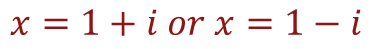 x = 1 + i or x = 1 − i